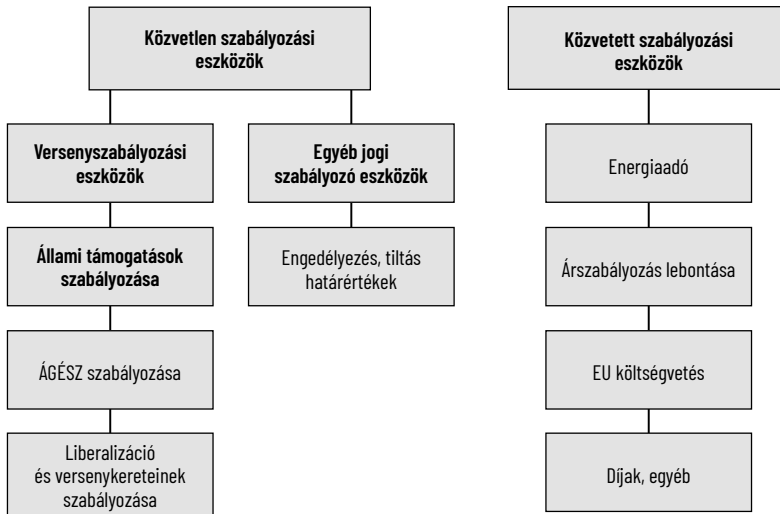 Közvetlen szabályozási
eszközök
Közvetett szabályozási
eszközök
Versenyszabályozási
eszközök
Egyéb jogi
szabályozó eszközök
Energiaadó
Állami támogatások
szabályozása
Engedélyezés, tiltás
határértékek
Árszabályozás lebontása
ÁGÉSZ szabályozása
EU költségvetés
Liberalizáció
és versenykereteinek
szabályozása
Díjak, egyéb